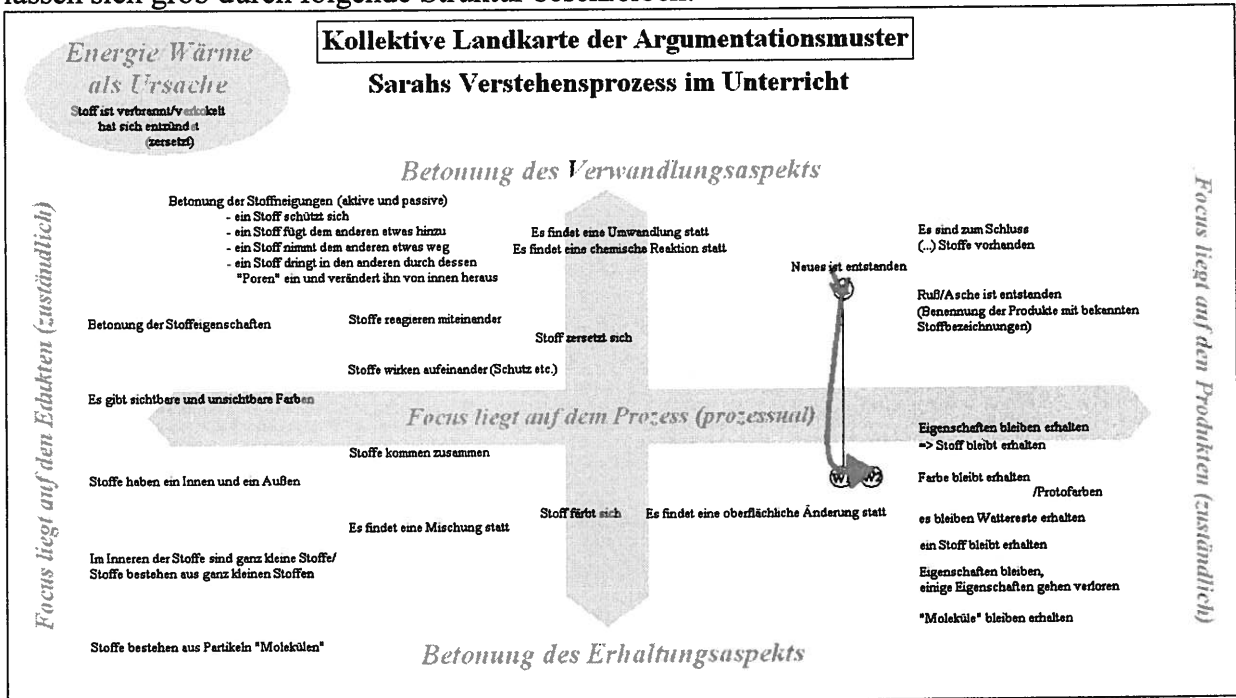 lassen sich grob durch folgende Struktur beschreiben:
Kollektive Landkarte der Argumentationsmuster
Sarahs Verstehensprozess im Unterricht
Energie Wärme
als Ursache
Stoff ist verbrannt/verkokelt
hat sich entzündet
(zersetzt)
Betonung des Verwandlungsaspekts
Betonung der Stoffneigungen (aktive und passive)
- ein Stoff schützt sich
- ein Stoff fügt dem anderen etwas hinzu
- ein Stoff nimmt dem anderen etwas weg
- ein Stoff dringt in den anderen durch dessen
"Poren" ein und verändert ihn von innen heraus
Es findet eine Umwandlung statt
Es findet eine chemische Reaktion statt
Es sind zum Schluss
(...) Stoffe vorhanden
Neues ist entstanden
Ruß/Asche ist entstanden
(Benennung der Produkte mit bekannten
Stoffbezeichnungen)
Betonung der Stoffeigenschaften
Stoffe reagieren miteinander
Stoff zersetzt sich
Stoffe wirken aufeinander (Schutz etc.)
Es gibt sichtbare und unsichtbare Farben
Focus liegt auf dem Prozess (prozessual)
Focus liegt auf den Edukten (zuständlich)
Focus liegt auf den Produkten (zuständlich)
Eigenschaften bleiben erhalten
=> Stoff bleibt erhalten
Stoffe kommen zusammen
Stoffe haben ein Innen und ein Außen
W1
W2
Farbe bleibt erhalten
/Protofarben
Stoff färbt sich
Es findet eine oberflächliche Änderung statt
es bleiben Wattereste erhalten
Es findet eine Mischung statt
ein Stoff bleibt erhalten
Im Inneren der Stoffe sind ganz kleine Stoffe/
Stoffe bestehen aus ganz kleinen Stoffen
Eigenschaften bleiben,
einige Eigenschaften gehen verloren
"Moleküle" bleiben erhalten
Stoffe bestehen aus Partikeln "Molekülen"
Betonung des Erhaltungsaspekts